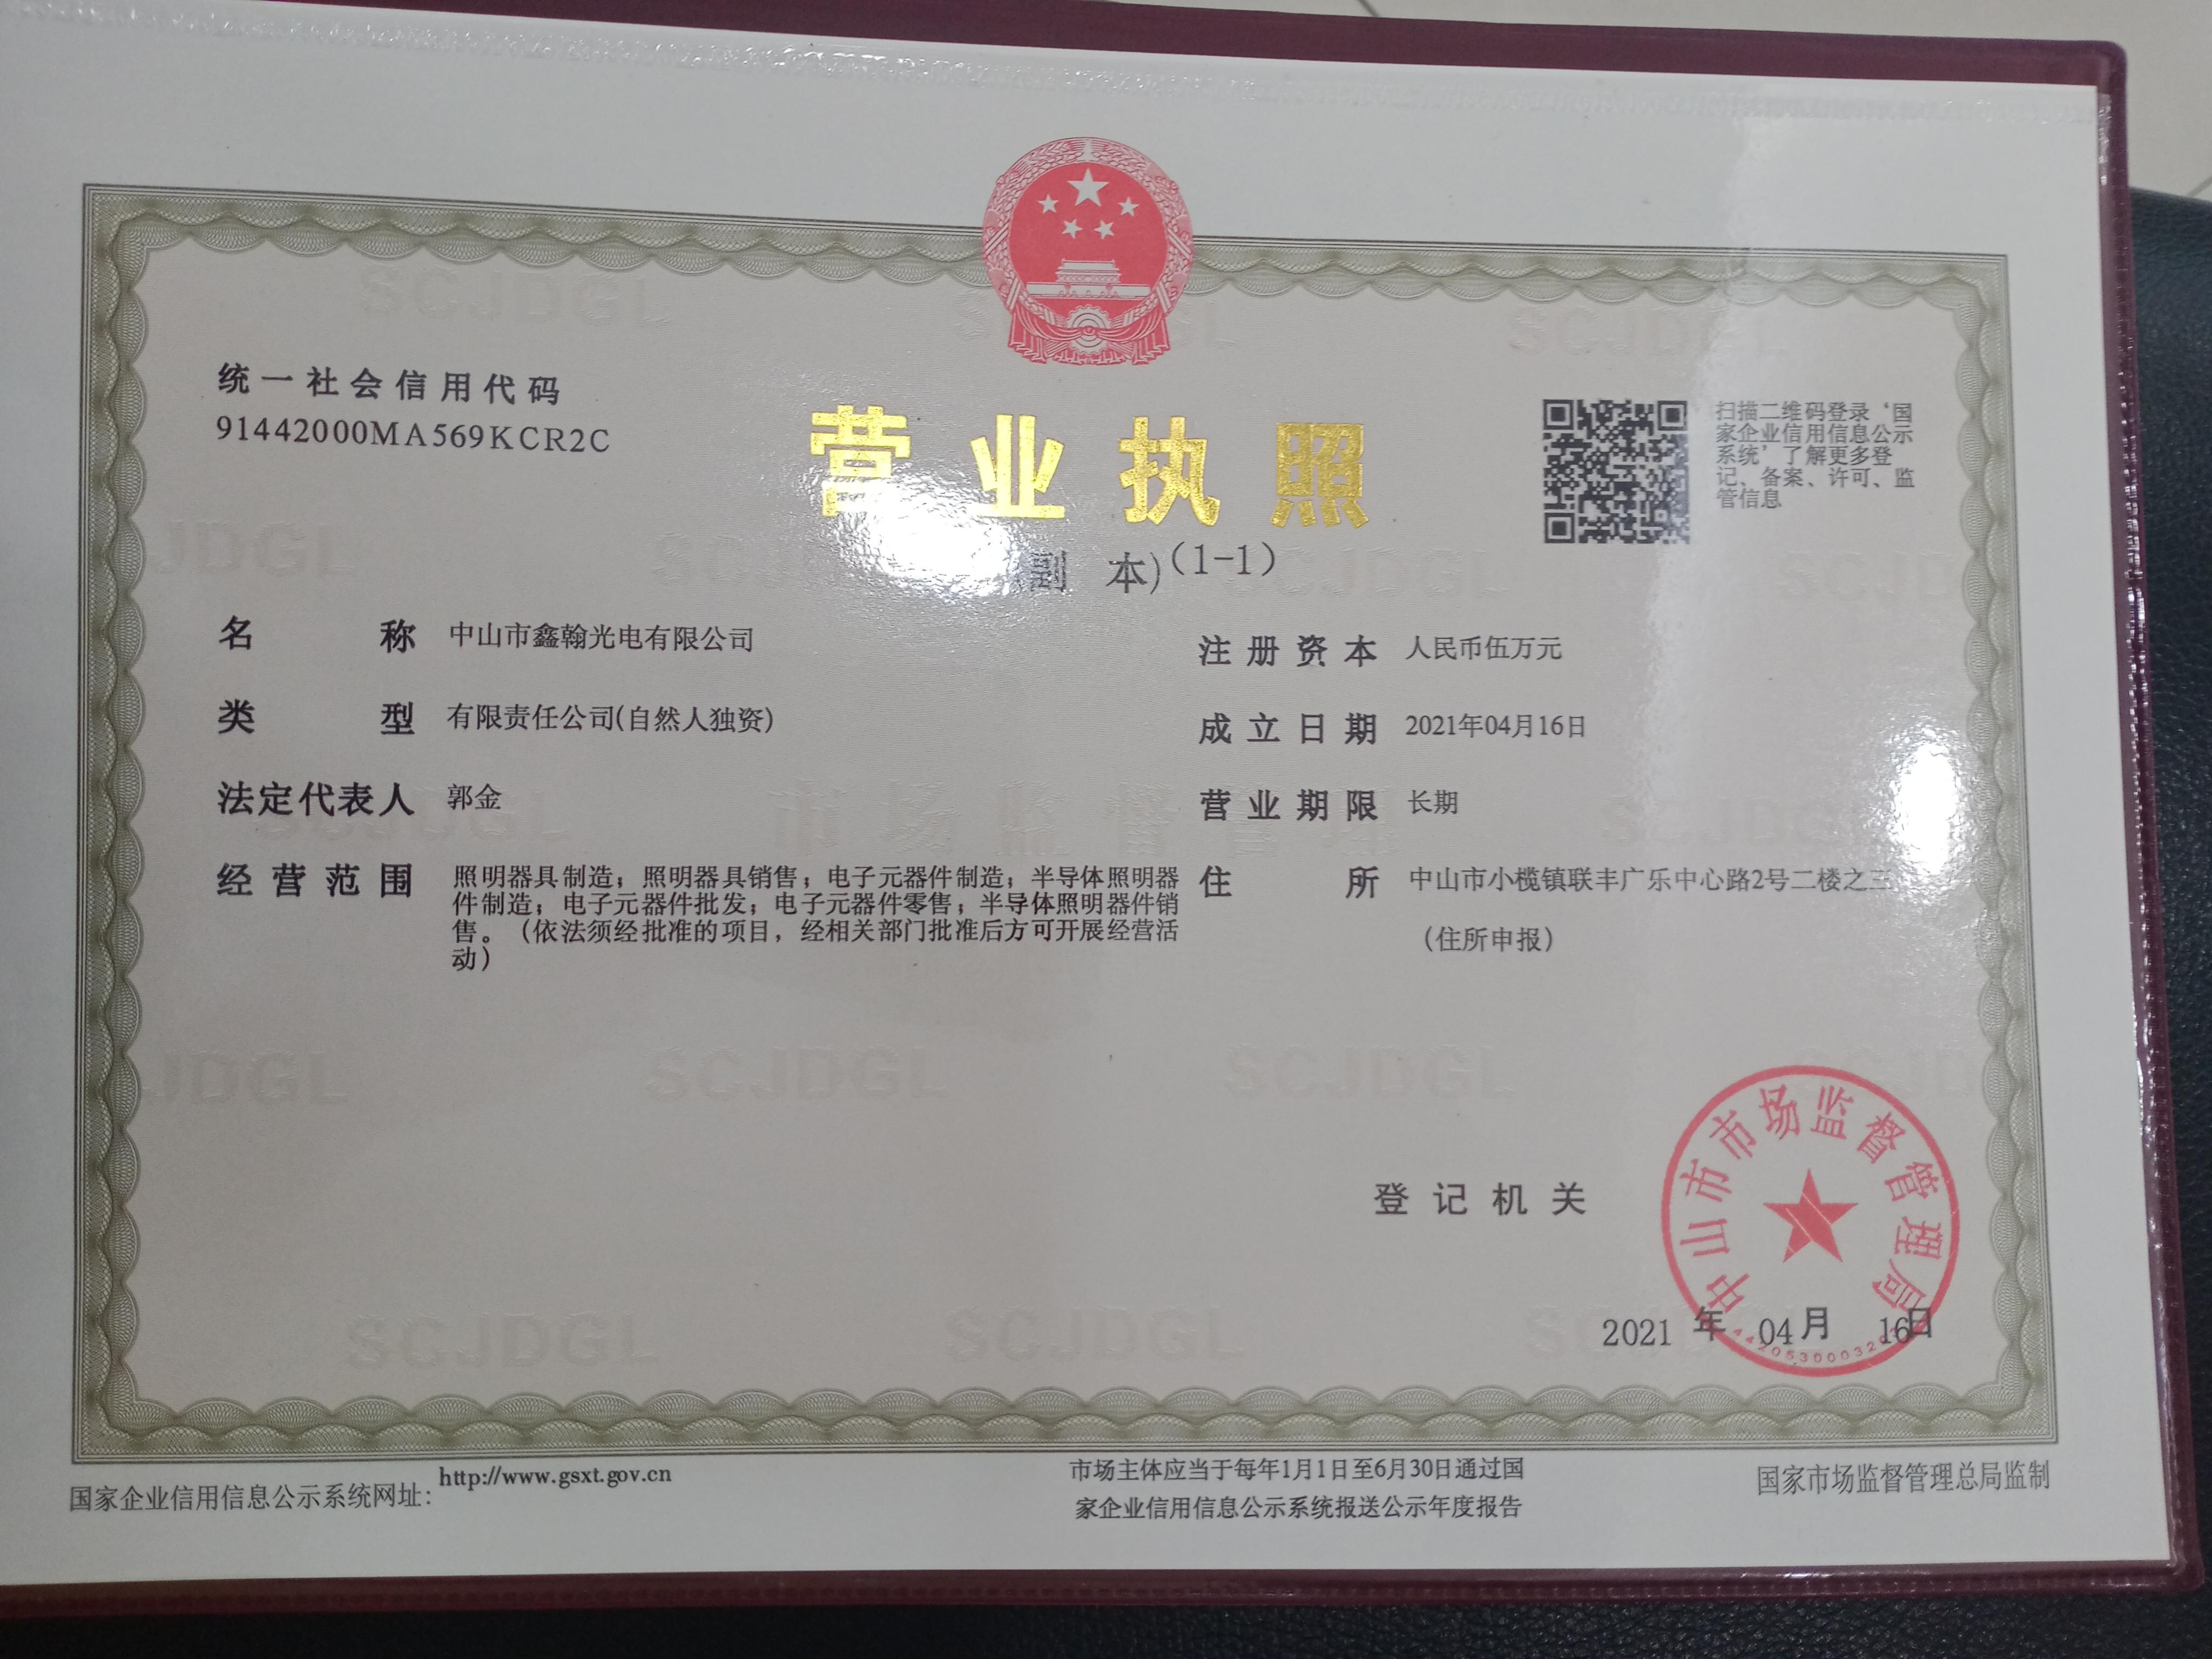 统一社会信用代码
91442000MA569KCR2C
营业执照
(副 本)(1-1)
扫描二维码登录‘国
家企业信用信息公示
系统’了解更多登
记、备案、许可、监
管信息
名 称 中山市鑫翰光电有限公司
类 型 有限责任公司(自然人独资)
法定代表人 郭金
经营范围 照明器具制造；照明器具销售；电子元器件制造；半导体照明器
件制造；电子元器件批发；电子元器件零售；半导体照明器件销
售。（依法须经批准的项目，经相关部门批准后方可开展经营活
动）
注册资本 人民币伍万元
成立日期 2021年04月16日
营业期限 长期
住 所 中山市小榄镇联丰广乐中心路2号二楼之三
（住所申报）
登记机关
中山市市场监督管理局
2021 年 04 月 16日
国家企业信用信息公示系统网址：http://www.gsxt.gov.cn
市场主体应当于每年1月1日至6月30日通过国
家企业信用信息公示系统报送公示年度报告
国家市场监督管理总局监制